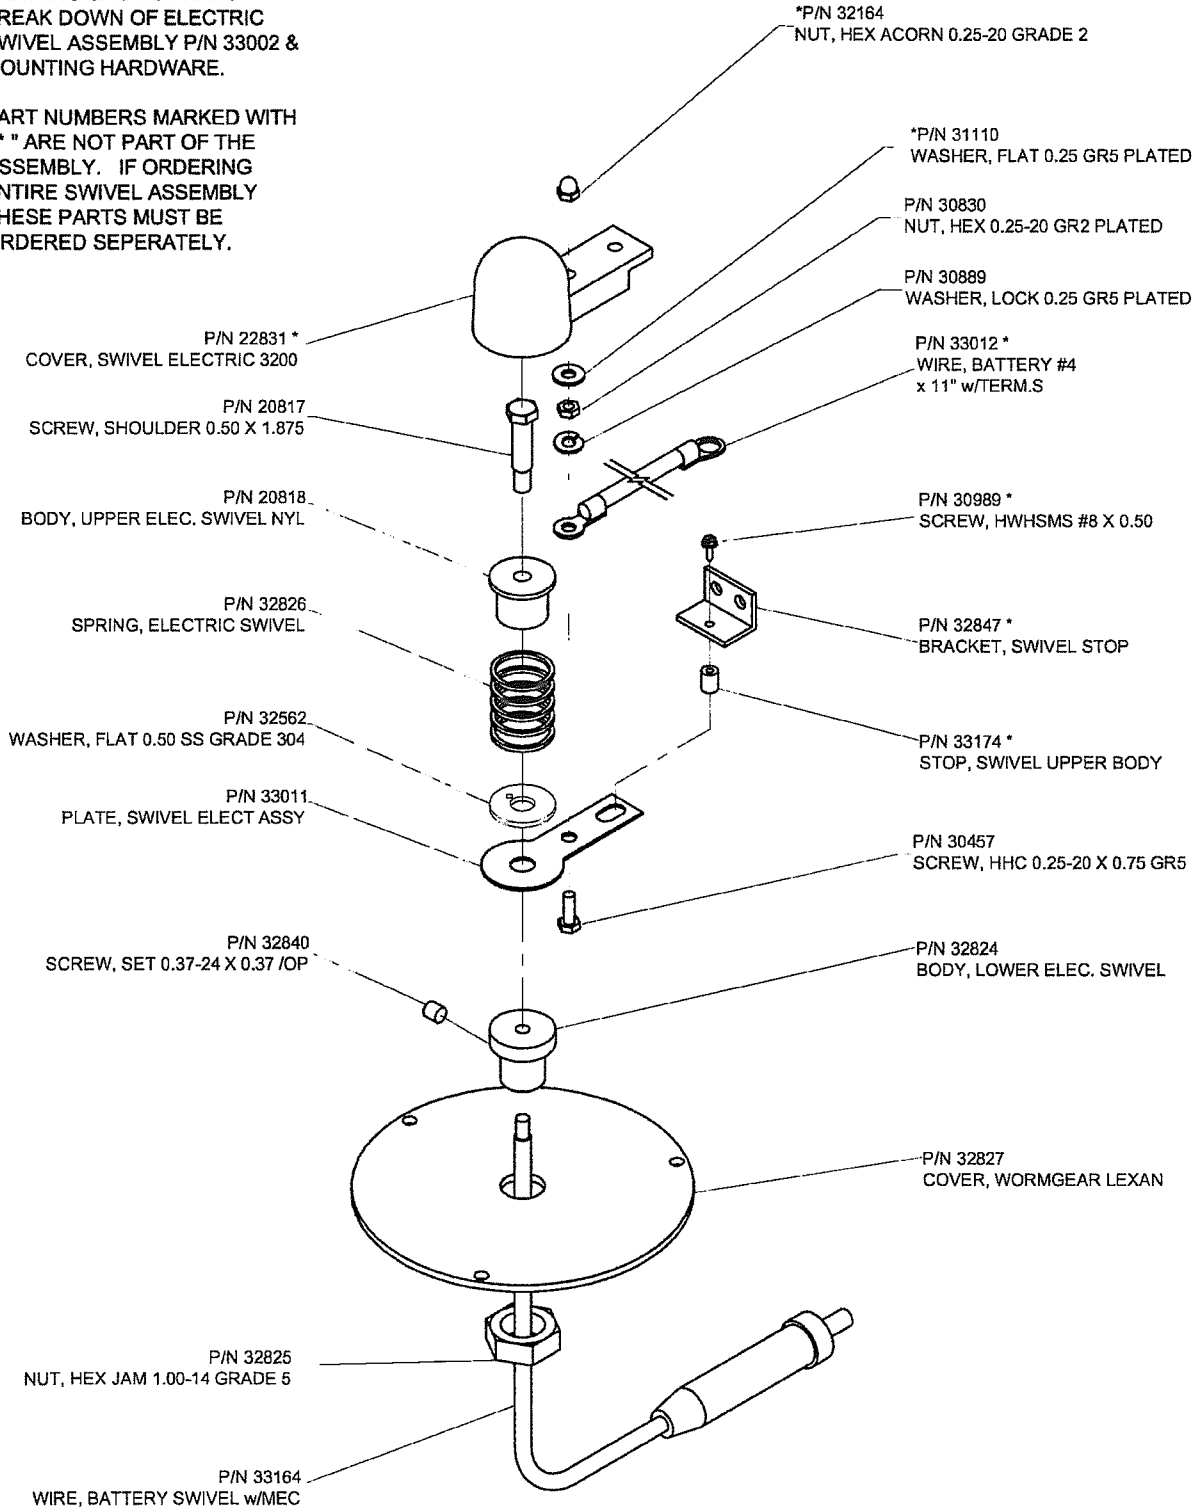 REAK DOWN OF ELECTRIC
WIVEL ASSEMBLY P/N 33002 &
OUNTING HARDWARE.
ART NUMBERS MARKED WITH
* " ARE NOT PART OF THE
SSEMBLY. IF ORDERING
NTIRE SWIVEL ASSEMBLY
HESE PARTS MUST BE
RDERED SEPERATELY.
*P/N 32164
NUT, HEX ACORN 0.25-20 GRADE 2
*P/N 31110
WASHER, FLAT 0.25 GR5 PLATED
P/N 30830
NUT, HEX 0.25-20 GR2 PLATED
P/N 30889
WASHER, LOCK 0.25 GR5 PLATED
P/N 22831 *
COVER, SWIVEL ELECTRIC 3200
P/N 33012 *
WIRE, BATTERY #4
x 11" w/TERM.S
P/N 20817
SCREW, SHOULDER 0.50 X 1.875
P/N 20818
BODY, UPPER ELEC. SWIVEL NYL
P/N 30989 *
SCREW, HWHSMS #8 X 0.50
P/N 32826
SPRING, ELECTRIC SWIVEL
P/N 32847 *
BRACKET, SWIVEL STOP
P/N 32562
WASHER, FLAT 0.50 SS GRADE 304
P/N 33174 *
STOP, SWIVEL UPPER BODY
P/N 33011
PLATE, SWIVEL ELECT ASSY
P/N 30457
SCREW, HHC 0.25-20 X 0.75 GR5
P/N 32840
SCREW, SET 0.37-24 X 0.37 /OP
P/N 32824
BODY, LOWER ELEC. SWIVEL
P/N 32827
COVER, WORMGEAR LEXAN
P/N 32825
NUT, HEX JAM 1.00-14 GRADE 5
P/N 33164
WIRE, BATTERY SWIVEL w/MEC